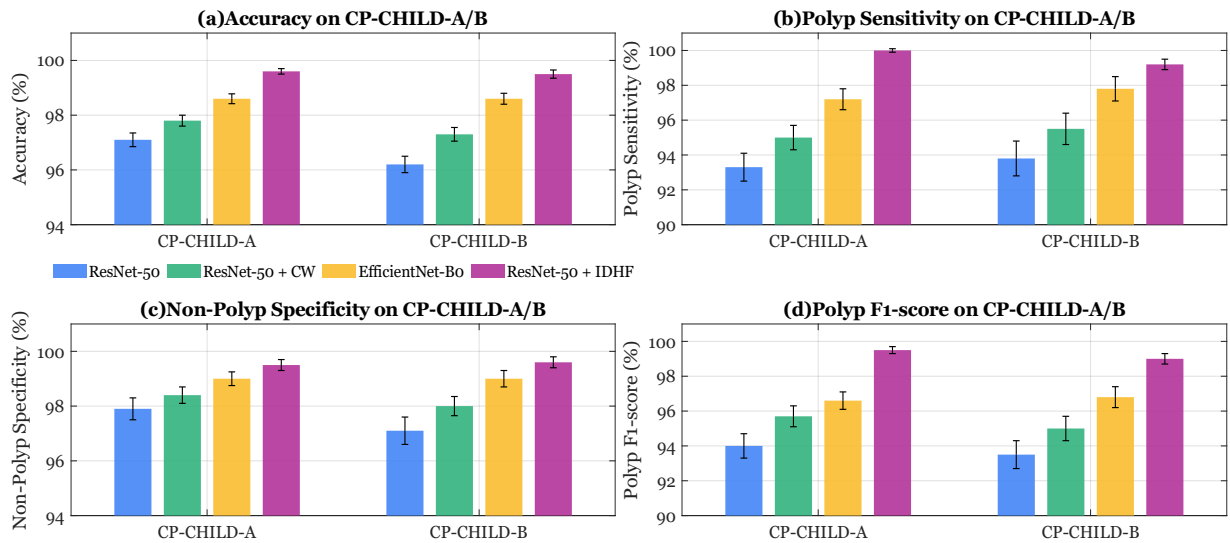 (a)Accuracy on CP-CHILD-A/B
Accuracy (%)
100
98
96
94
CP-CHILD-A
CP-CHILD-B
(b)Polyp Sensitivity on CP-CHILD-A/B
Polyp Sensitivity (%)
100
98
96
94
92
90
CP-CHILD-A
CP-CHILD-B
ResNet-50
ResNet-50 + CW
EfficientNet-B0
ResNet-50 + IDHF
(c)Non-Polyp Specificity on CP-CHILD-A/B
Non-Polyp Specificity (%)
100
98
96
94
CP-CHILD-A
CP-CHILD-B
(d)Polyp F1-score on CP-CHILD-A/B
Polyp F1-score (%)
100
98
96
94
92
90
CP-CHILD-A
CP-CHILD-B